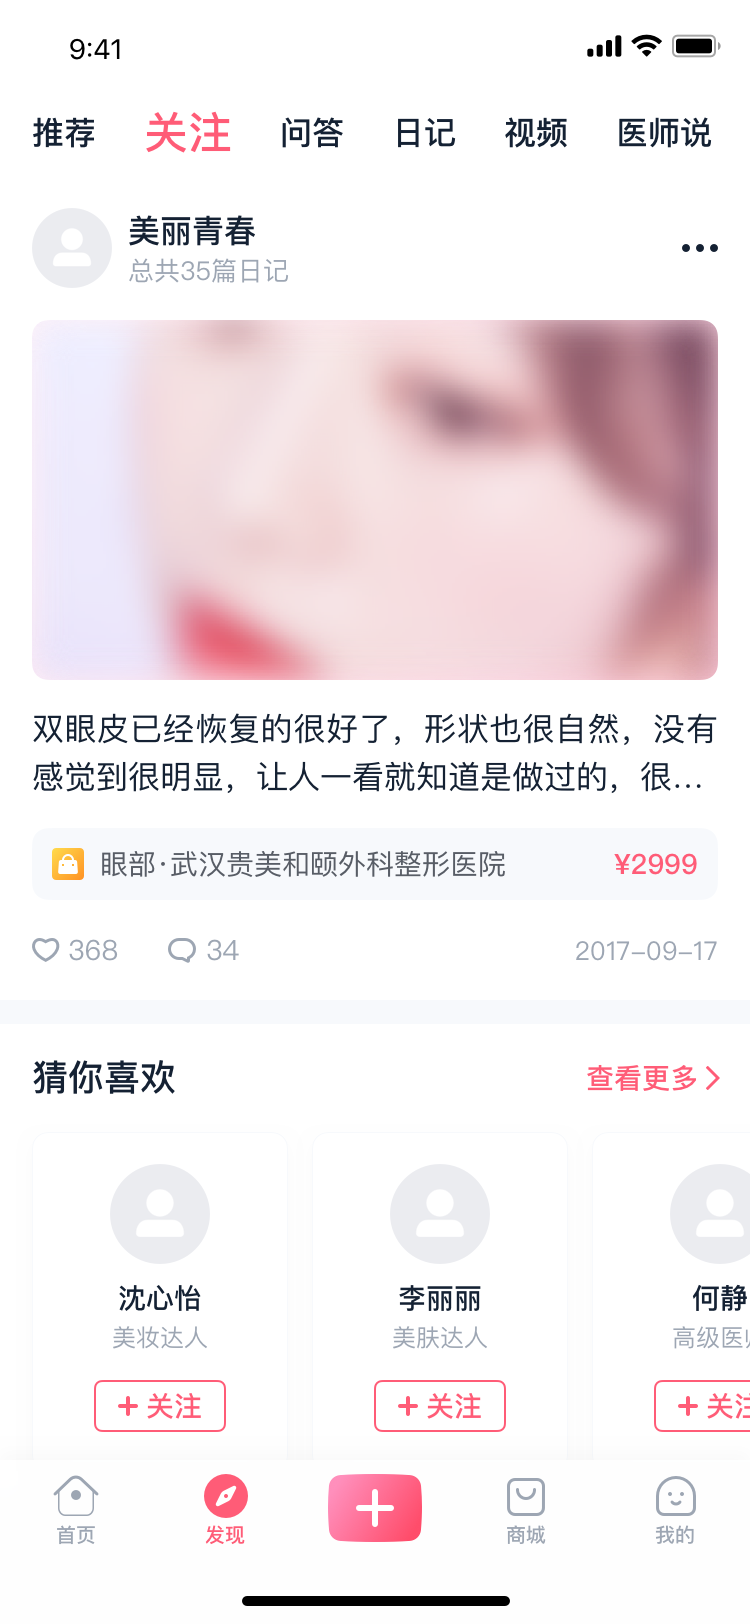 9:41
推荐 关注 问答 日记 视频 医师说
美丽青春
总共35篇日记
双眼皮已经恢复的很好了，形状也很自然，没有
感觉到很明显，让人一看就知道是做过的，很...
眼部·武汉贵美和颐外科整形医院 ¥2999
368 34 2017-09-17
猜你喜欢 查看更多
沈心怡 李丽丽 何静
美妆达人 美肤达人 高级医
+ 关注 + 关注 + 关注
首页 发现 商城 我的